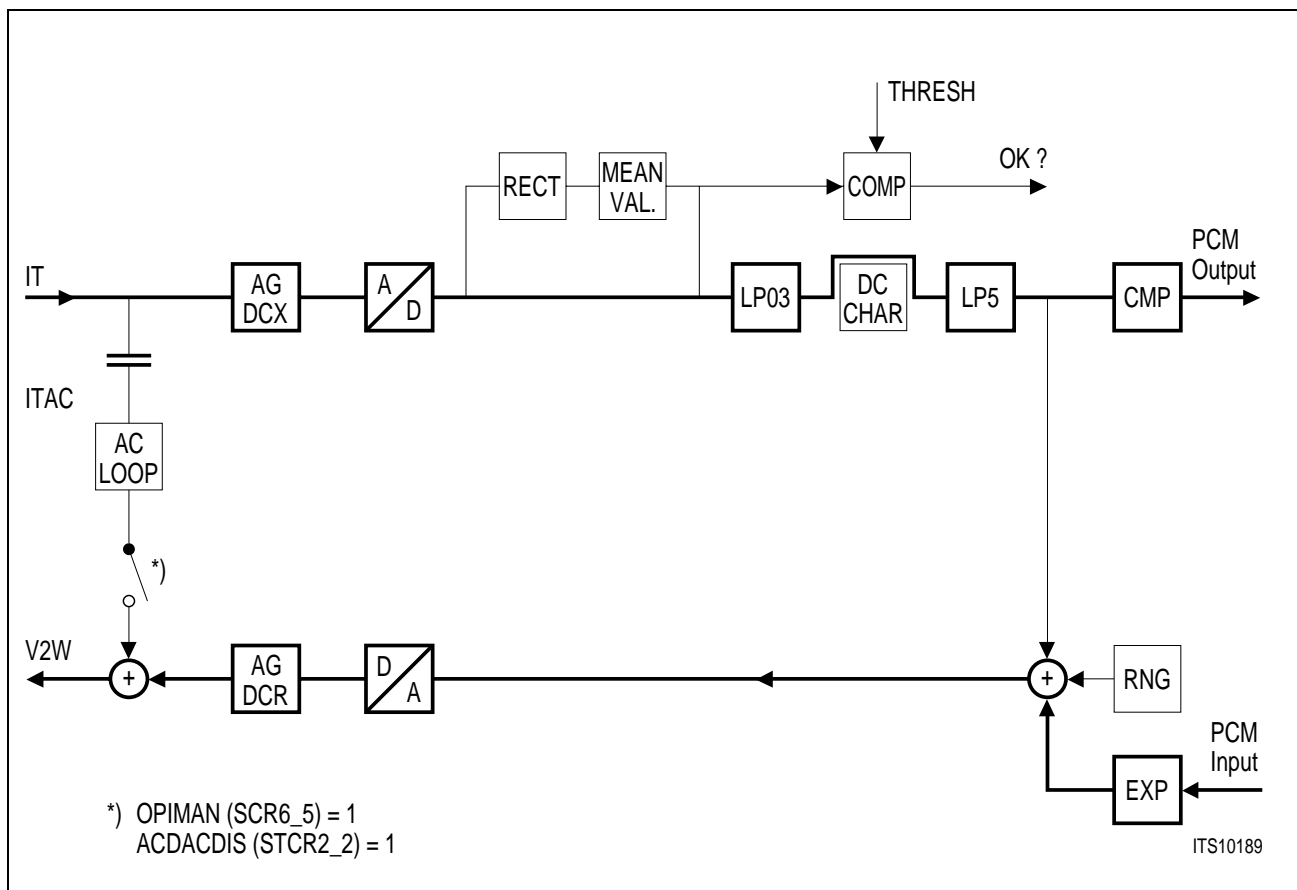 THRESH
OK ?
RECT
MEAN
VAL.
COMP
PCM
Output
IT
AG
DCX
A
D
LP03
DC
CHAR
LP5
CMP
ITAC
AC
LOOP
*)
V2W
+
AG
DCR
D
A
+
RNG
PCM
Input
EXP
*) OPIMAN (SCR6_5) = 1
ACDACDIS (STCR2_2) = 1
ITS10189